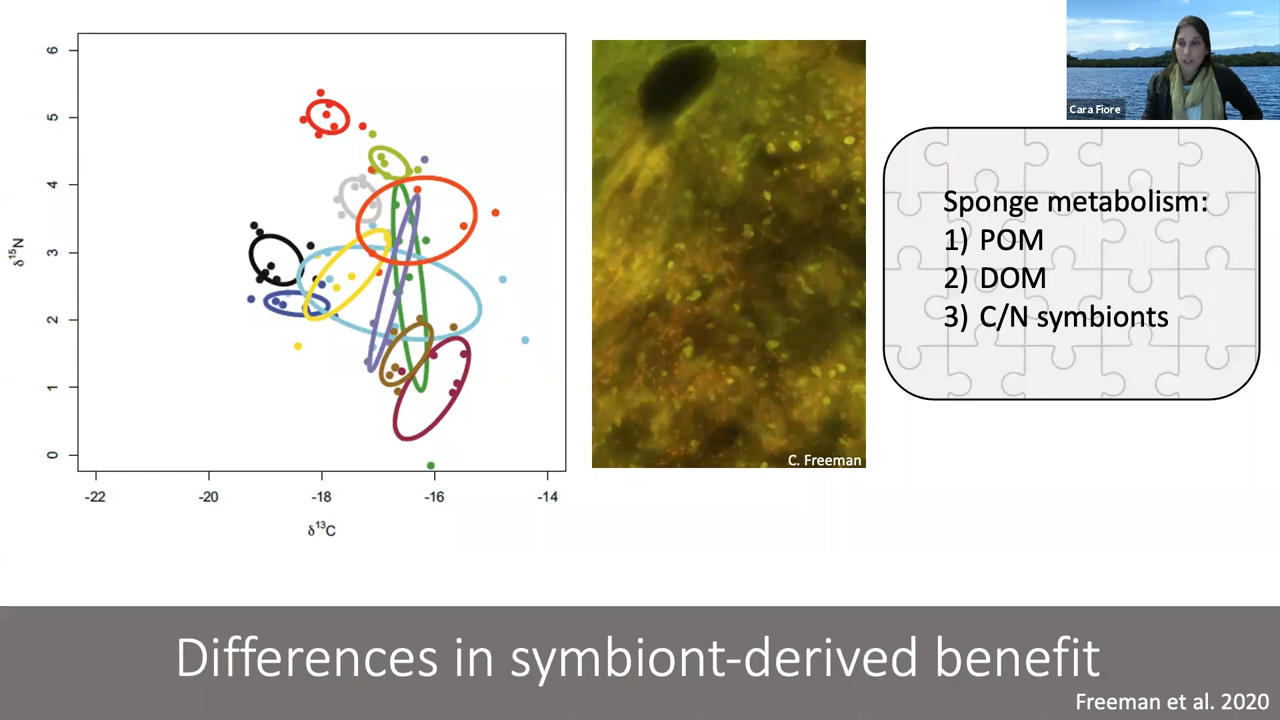 6
5
4
3
2
1
0
δ¹⁵N
-22
-20
-18
-16
-14
δ¹³C
C. Freeman
Cara Fiore
Sponge metabolism:
1) POM
2) DOM
3) C/N symbionts
Differences in symbiont-derived benefit
Freeman et al. 2020